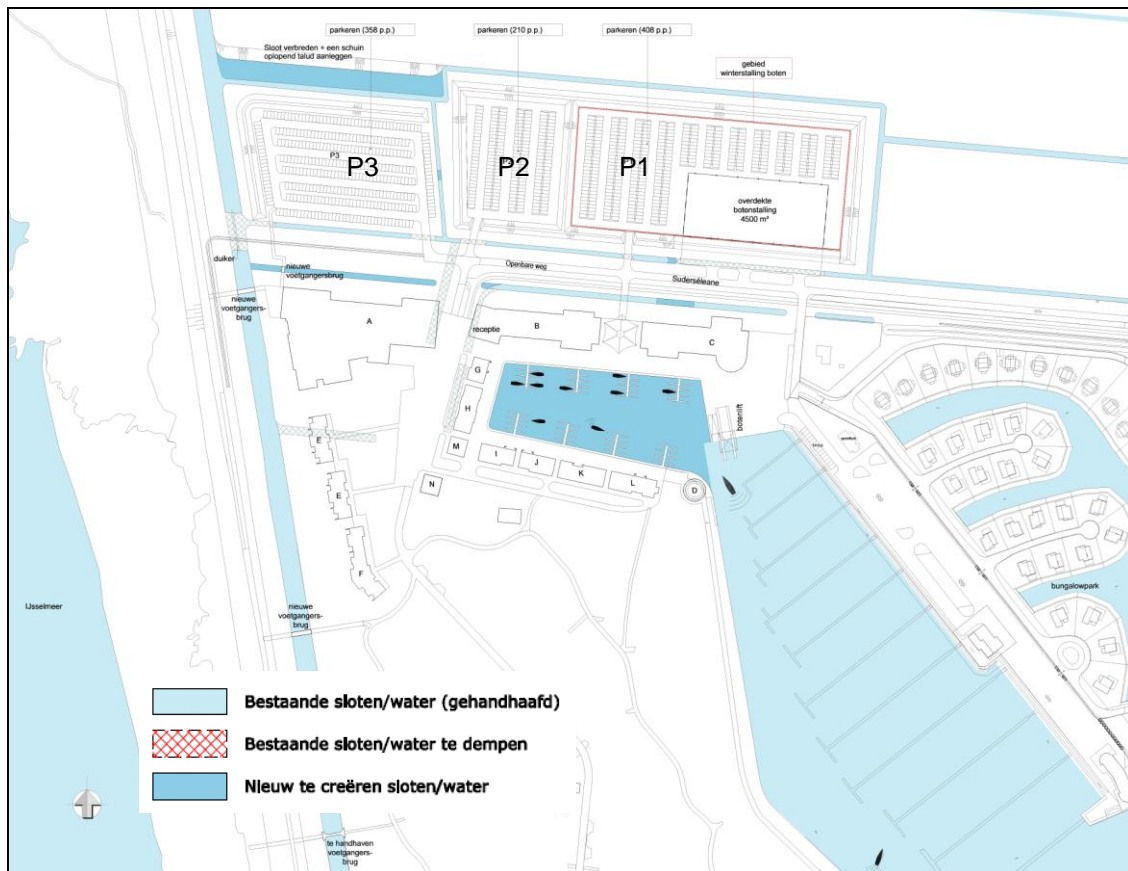 parkeren (358 p.p.)
parkeren (210 p.p.)
parkeren (408 p.p.)
Sloot verbreden + een schuin
oplopend talud aanleggen
gebied
winterstalling boten
P3
P3
P2
P1
overdekte
botenstalling
4500 m²
duiker
nieuwe
voetgangersbrug
Openbare weg
Suderséleane
nieuwe
voetgangers-
brug
A
receptie
B
C
G
H
M
I
J
K
L
D
N
E
E
F
botenlift
bungalowpark
IJsselmeer
nieuwe
voetgangers-
brug
Bestaande sloten/water (gehandhaafd)
Bestaande sloten/water te dempen
Nieuw te creëren sloten/water
te handhaven
voetgangers-
brug